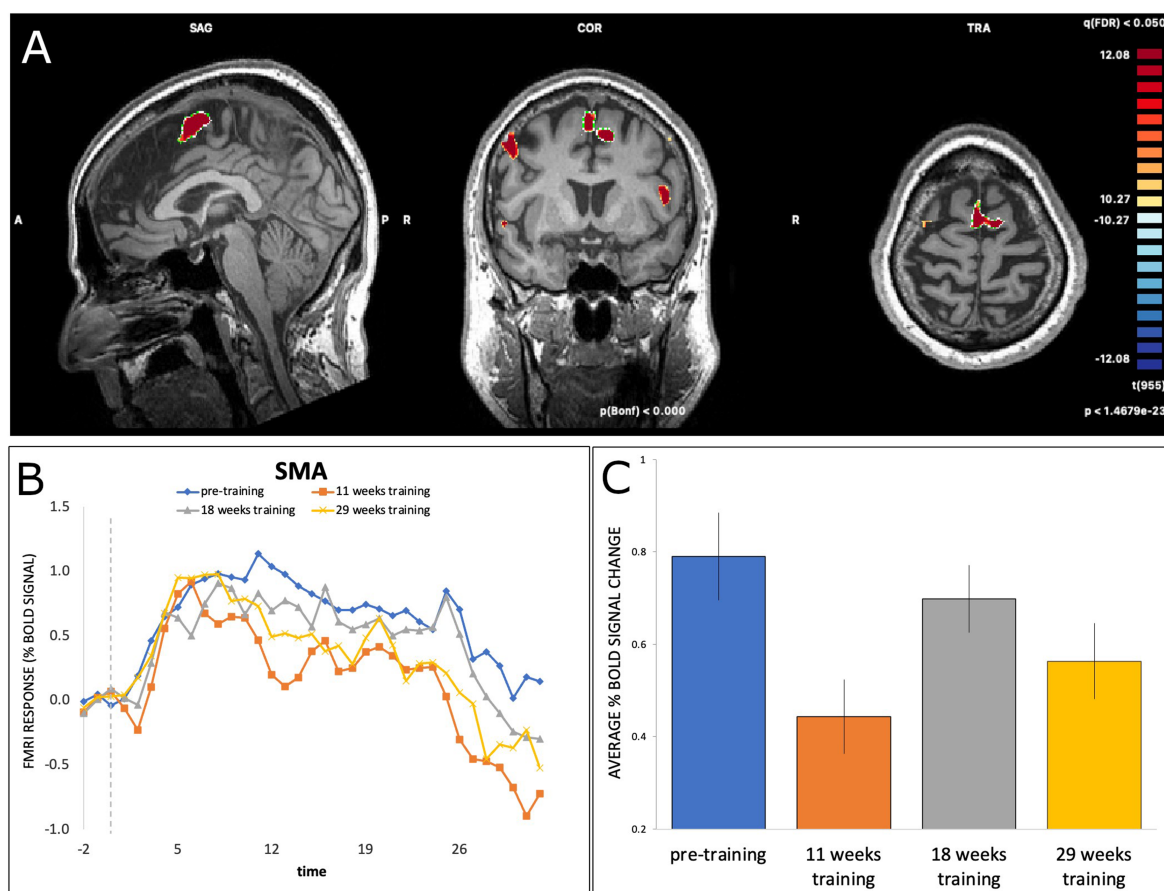 A
SAG
COR
TRA
q(FDR) < 0.050
12.08
A
P
R
R
10.27
-10.27
-12.08
t(955)
p(Bonf) < 0.000
p < 1.4679e-23
B
SMA
pre-training
11 weeks training
18 weeks training
29 weeks training
FMRI RESPONSE (% BOLD SIGNAL)
1.5
1.0
0.5
0.0
-0.5
-1.0
-2
5
12
19
26
time
C
AVERAGE % BOLD SIGNAL CHANGE
1
0.8
0.6
0.4
0.2
pre-training
11 weeks
training
18 weeks
training
29 weeks
training